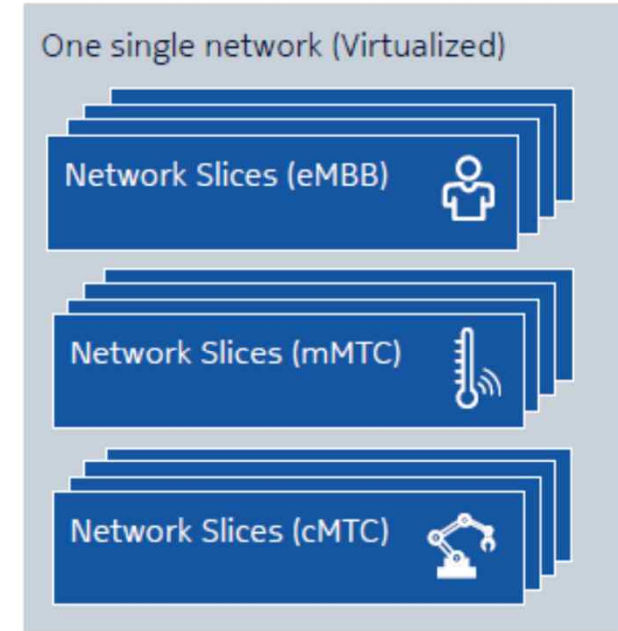 One single network (Virtualized)
Network Slices (eMBB)
Network Slices (mMTC)
Network Slices (cMTC)